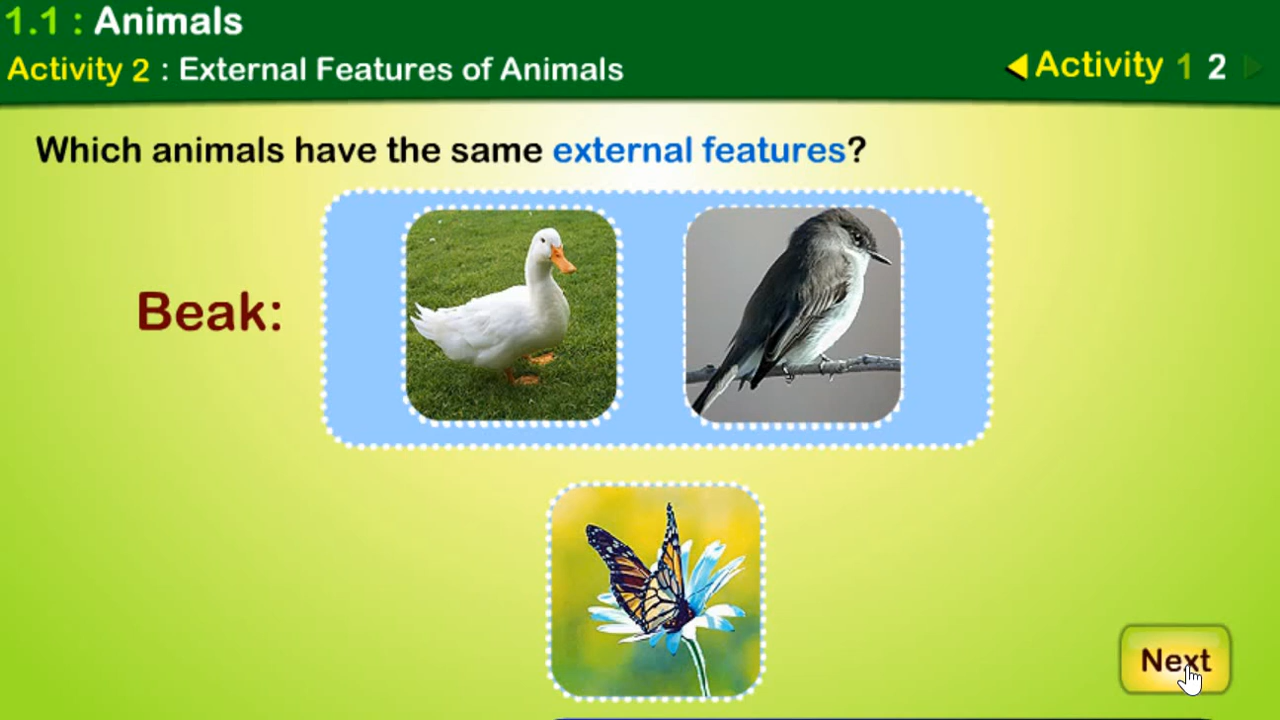 1.1 : Animals
Activity 2 : External Features of Animals
Activity 1 2
Which animals have the same external features?
Beak:
Next